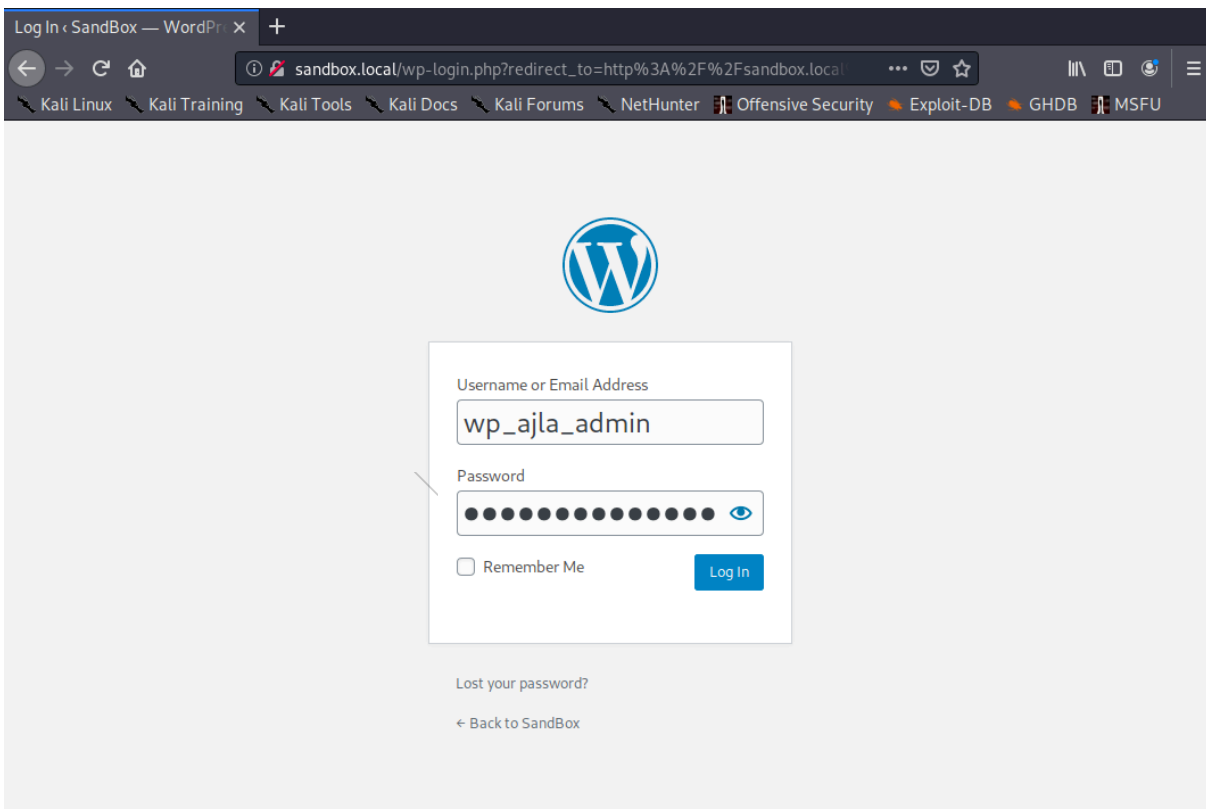 Log In ‹ SandBox — WordPr
sandbox.local/wp-login.php?redirect_to=http%3A%2F%2Fsandbox.local
Kali Linux Kali Training Kali Tools Kali Docs Kali Forums NetHunter Offensive Security Exploit-DB GHDB MSFU
Username or Email Address
wp_ajla_admin
Password
Remember Me
Log In
Lost your password?
← Back to SandBox